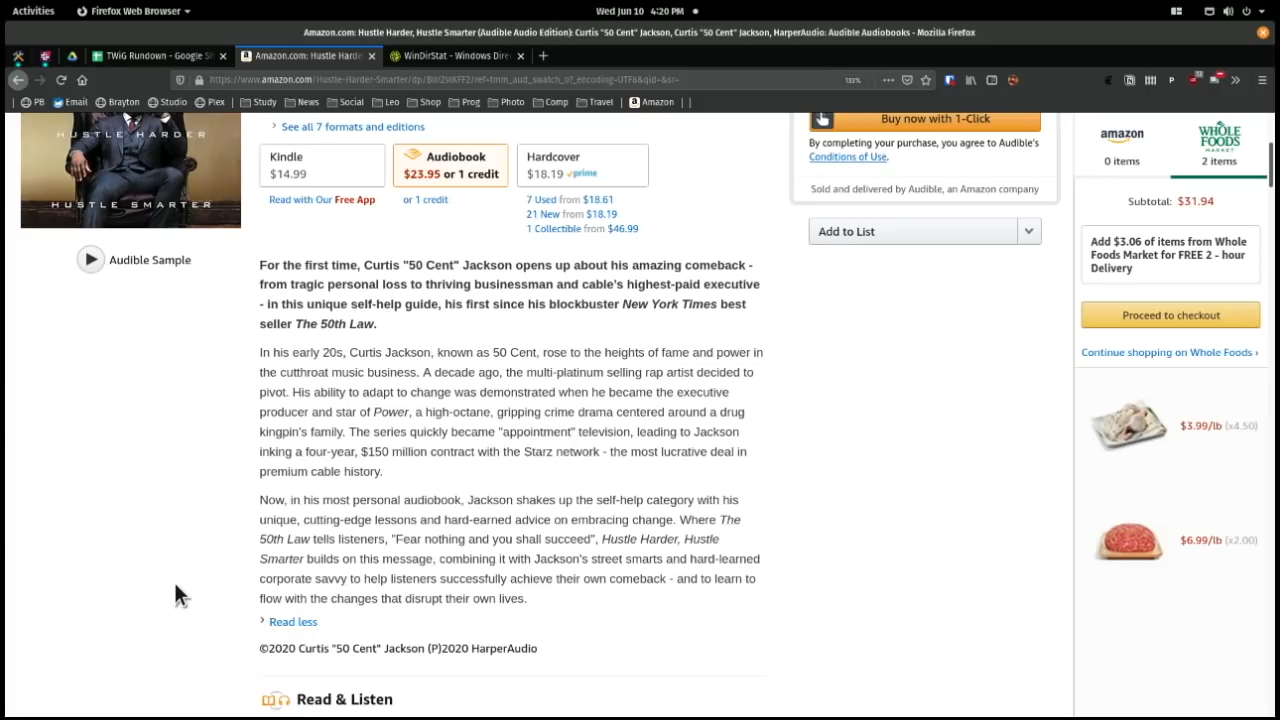 Activities
Firefox Web Browser
Wed Jun 10 4:20 PM
Amazon.com: Hustle Harder, Hustle Smarter (Audible Audio Edition): Curtis "50 Cent" Jackson, Curtis "50 Cent" Jackson, HarperAudio: Audible Audiobooks - Mozilla Firefox
TWiG Rundown - Google Sh
Amazon.com: Hustle Harde
WinDirStat - Windows Dire
133%
PB
Email
Brayton
Studio
Plex
Study
News
Social
Leo
Shop
Prog
Photo
Comp
Travel
Amazon
HUSTLE HARDER
HUSTLE SMARTER
Audible Sample
See all 7 formats and editions
Kindle
$14.99
Read with Our Free App
Audiobook
$23.95 or 1 credit
or 1 credit
Hardcover
$18.19 prime
7 Used from $18.61
21 New from $18.19
1 Collectible from $46.99
For the first time, Curtis "50 Cent" Jackson opens up about his amazing comeback -
from tragic personal loss to thriving businessman and cable's highest-paid executive
- in this unique self-help guide, his first since his blockbuster New York Times best
seller The 50th Law.
In his early 20s, Curtis Jackson, known as 50 Cent, rose to the heights of fame and power in
the cutthroat music business. A decade ago, the multi-platinum selling rap artist decided to
pivot. His ability to adapt to change was demonstrated when he became the executive
producer and star of Power, a high-octane, gripping crime drama centered around a drug
kingpin's family. The series quickly became "appointment" television, leading to Jackson
inking a four-year, $150 million contract with the Starz network - the most lucrative deal in
premium cable history.
Now, in his most personal audiobook, Jackson shakes up the self-help category with his
unique, cutting-edge lessons and hard-earned advice on embracing change. Where The
50th Law tells listeners, "Fear nothing and you shall succeed", Hustle Harder, Hustle
Smarter builds on this message, combining it with Jackson's street smarts and hard-learned
corporate savvy to help listeners successfully achieve their own comeback - and to learn to
flow with the changes that disrupt their own lives.
Read less
©2020 Curtis "50 Cent" Jackson (P)2020 HarperAudio
Read & Listen
Buy now with 1-Click
By completing your purchase, you agree to Audible's
Conditions of Use.
Sold and delivered by Audible, an Amazon company
Add to List
amazon
0 items
WHOLE
FOODS
MARKET
2 items
Subtotal: $31.94
Add $3.06 of items from Whole
Foods Market for FREE 2 - hour
Delivery
Proceed to checkout
Continue shopping on Whole Foods ›
$3.99/lb (x4.50)
$6.99/lb (x2.00)